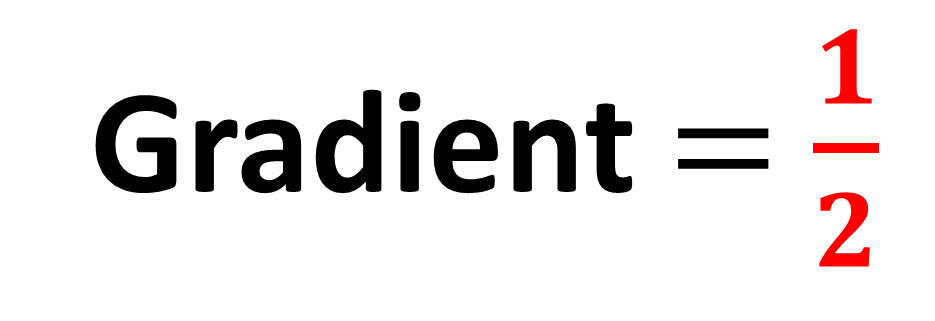 Gradient = 1/2